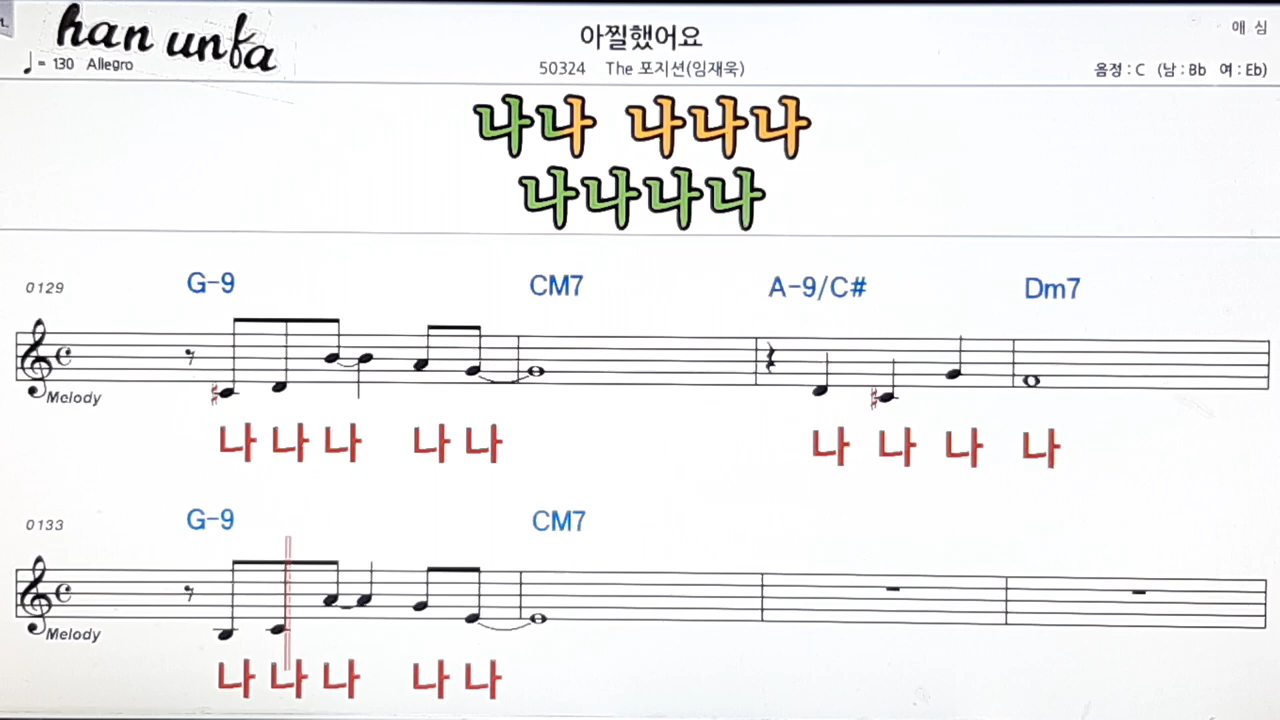 han unfa
아찔했어요
애 심
♩= 130 Allegro
50324 The 포지션(임재욱)
음정 : C (남 : Bb 여 : Eb)
나나 나나나
나나나나
0129 G-9 CM7 A-9/C# Dm7
Melody
나 나 나 나 나 나 나 나 나
0133 G-9 CM7
Melody
나 나 나 나 나